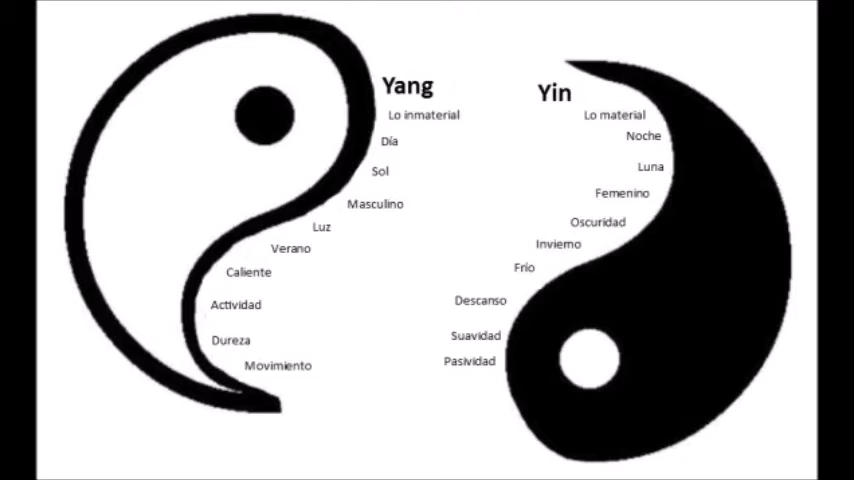 Yang
Lo inmaterial
Día
Sol
Masculino
Luz
Verano
Caliente
Actividad
Dureza
Movimiento
Yin
Lo material
Noche
Luna
Femenino
Oscuridad
Invierno
Frío
Descanso
Suavidad
Pasividad